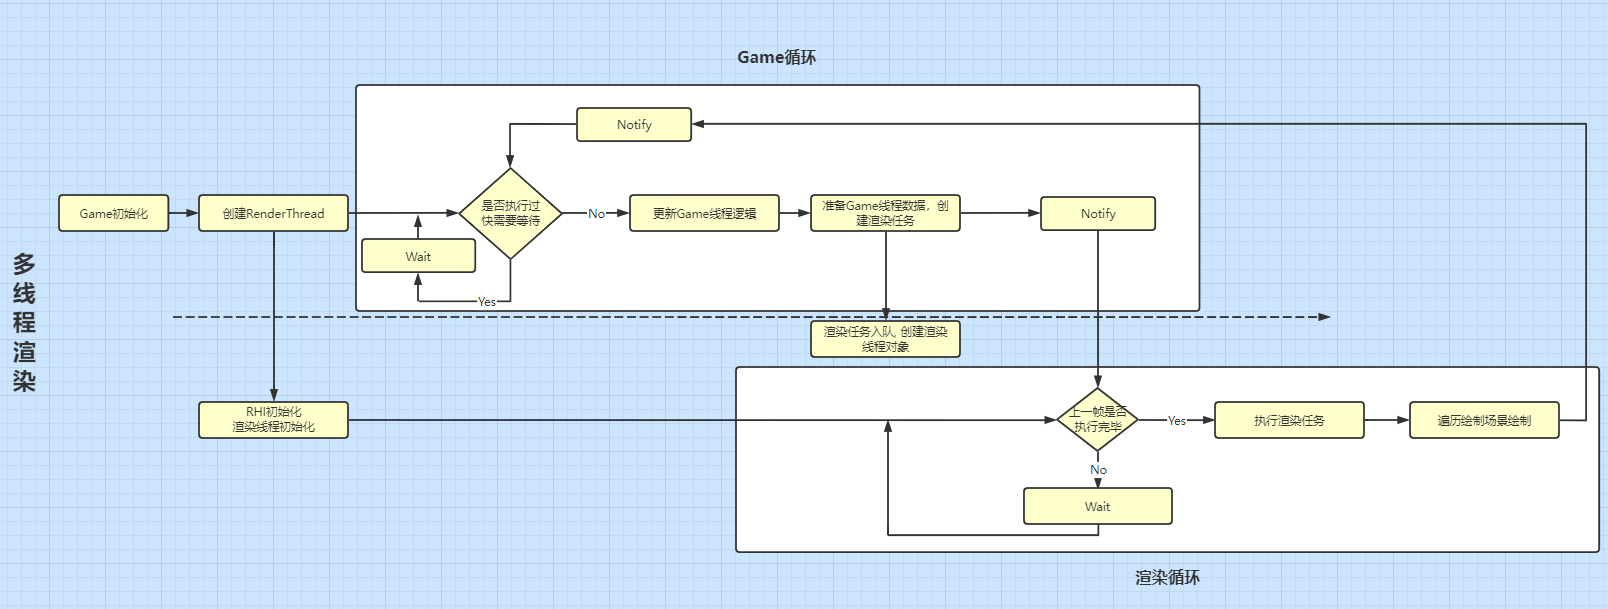 多线程渲染
Game循环
Notify
Game初始化
创建RenderThread
是否执行过
快需要等待
No
更新Game线程逻辑
准备Game线程数据，创
建渲染任务
Notify
Wait
Yes
渲染任务入队, 创建渲染
线程对象
RHI初始化
渲染线程初始化
上一帧是否
执行完毕
Yes
执行渲染任务
遍历绘制场景绘制
No
Wait
渲染循环